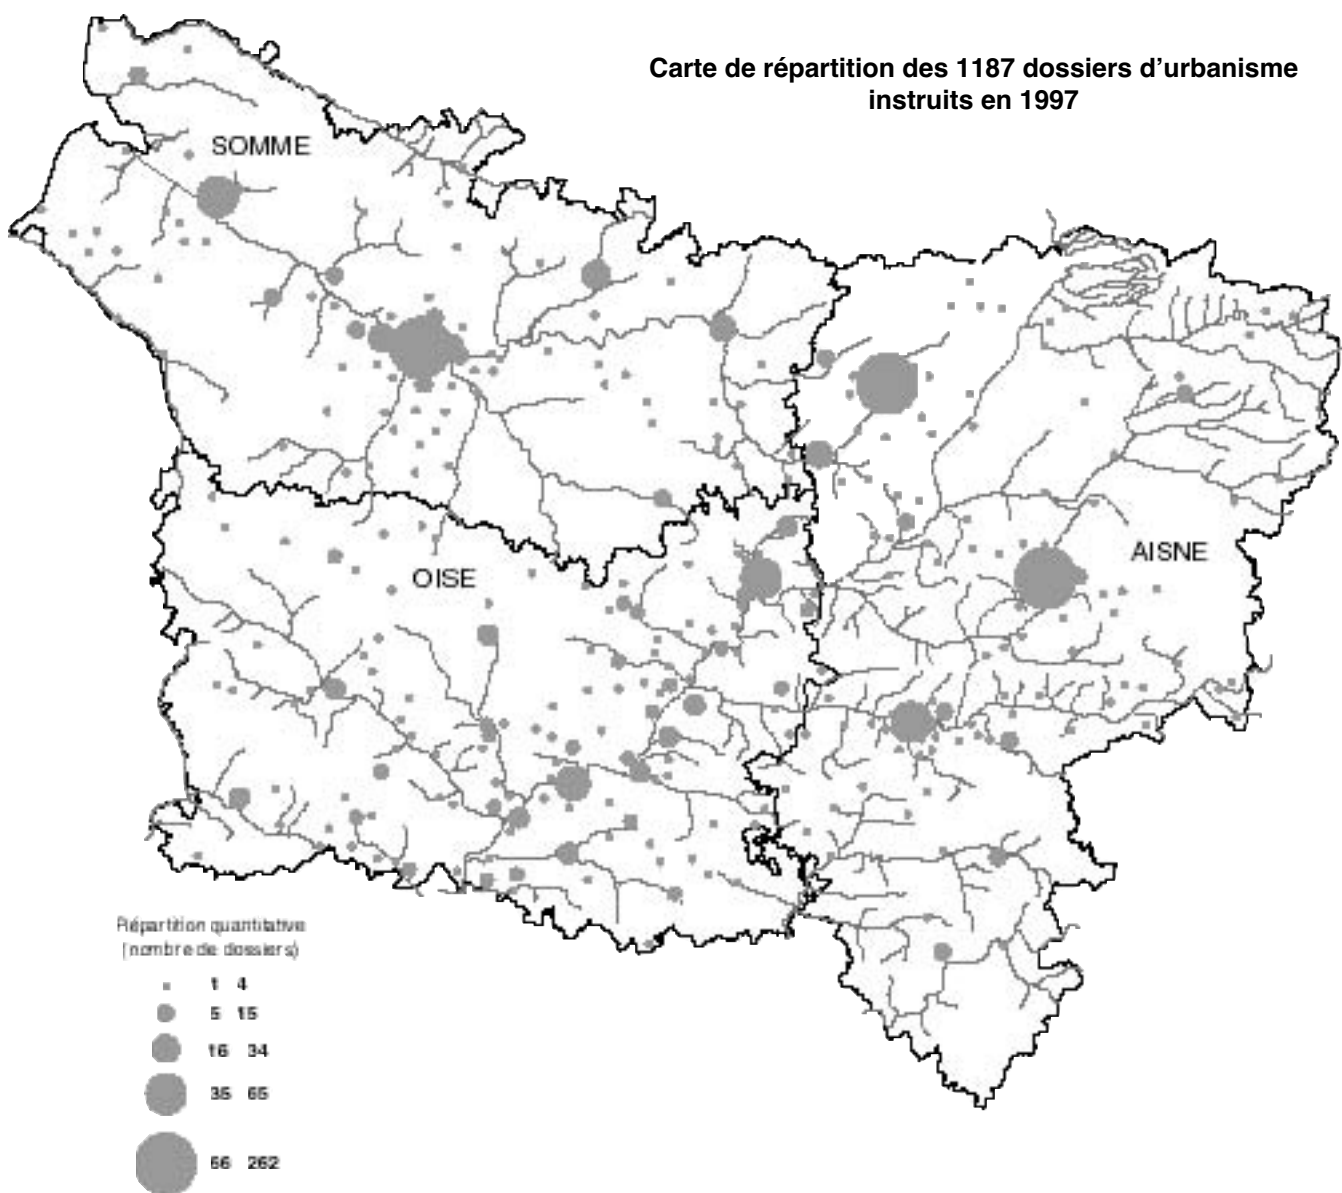 Carte de répartition des 1187 dossiers d'urbanisme
instruits en 1997
SOMME
AISNE
OISE
Répartition quantitative
(nombre de dossiers)
1 4
5 15
16 34
35 65
66 262